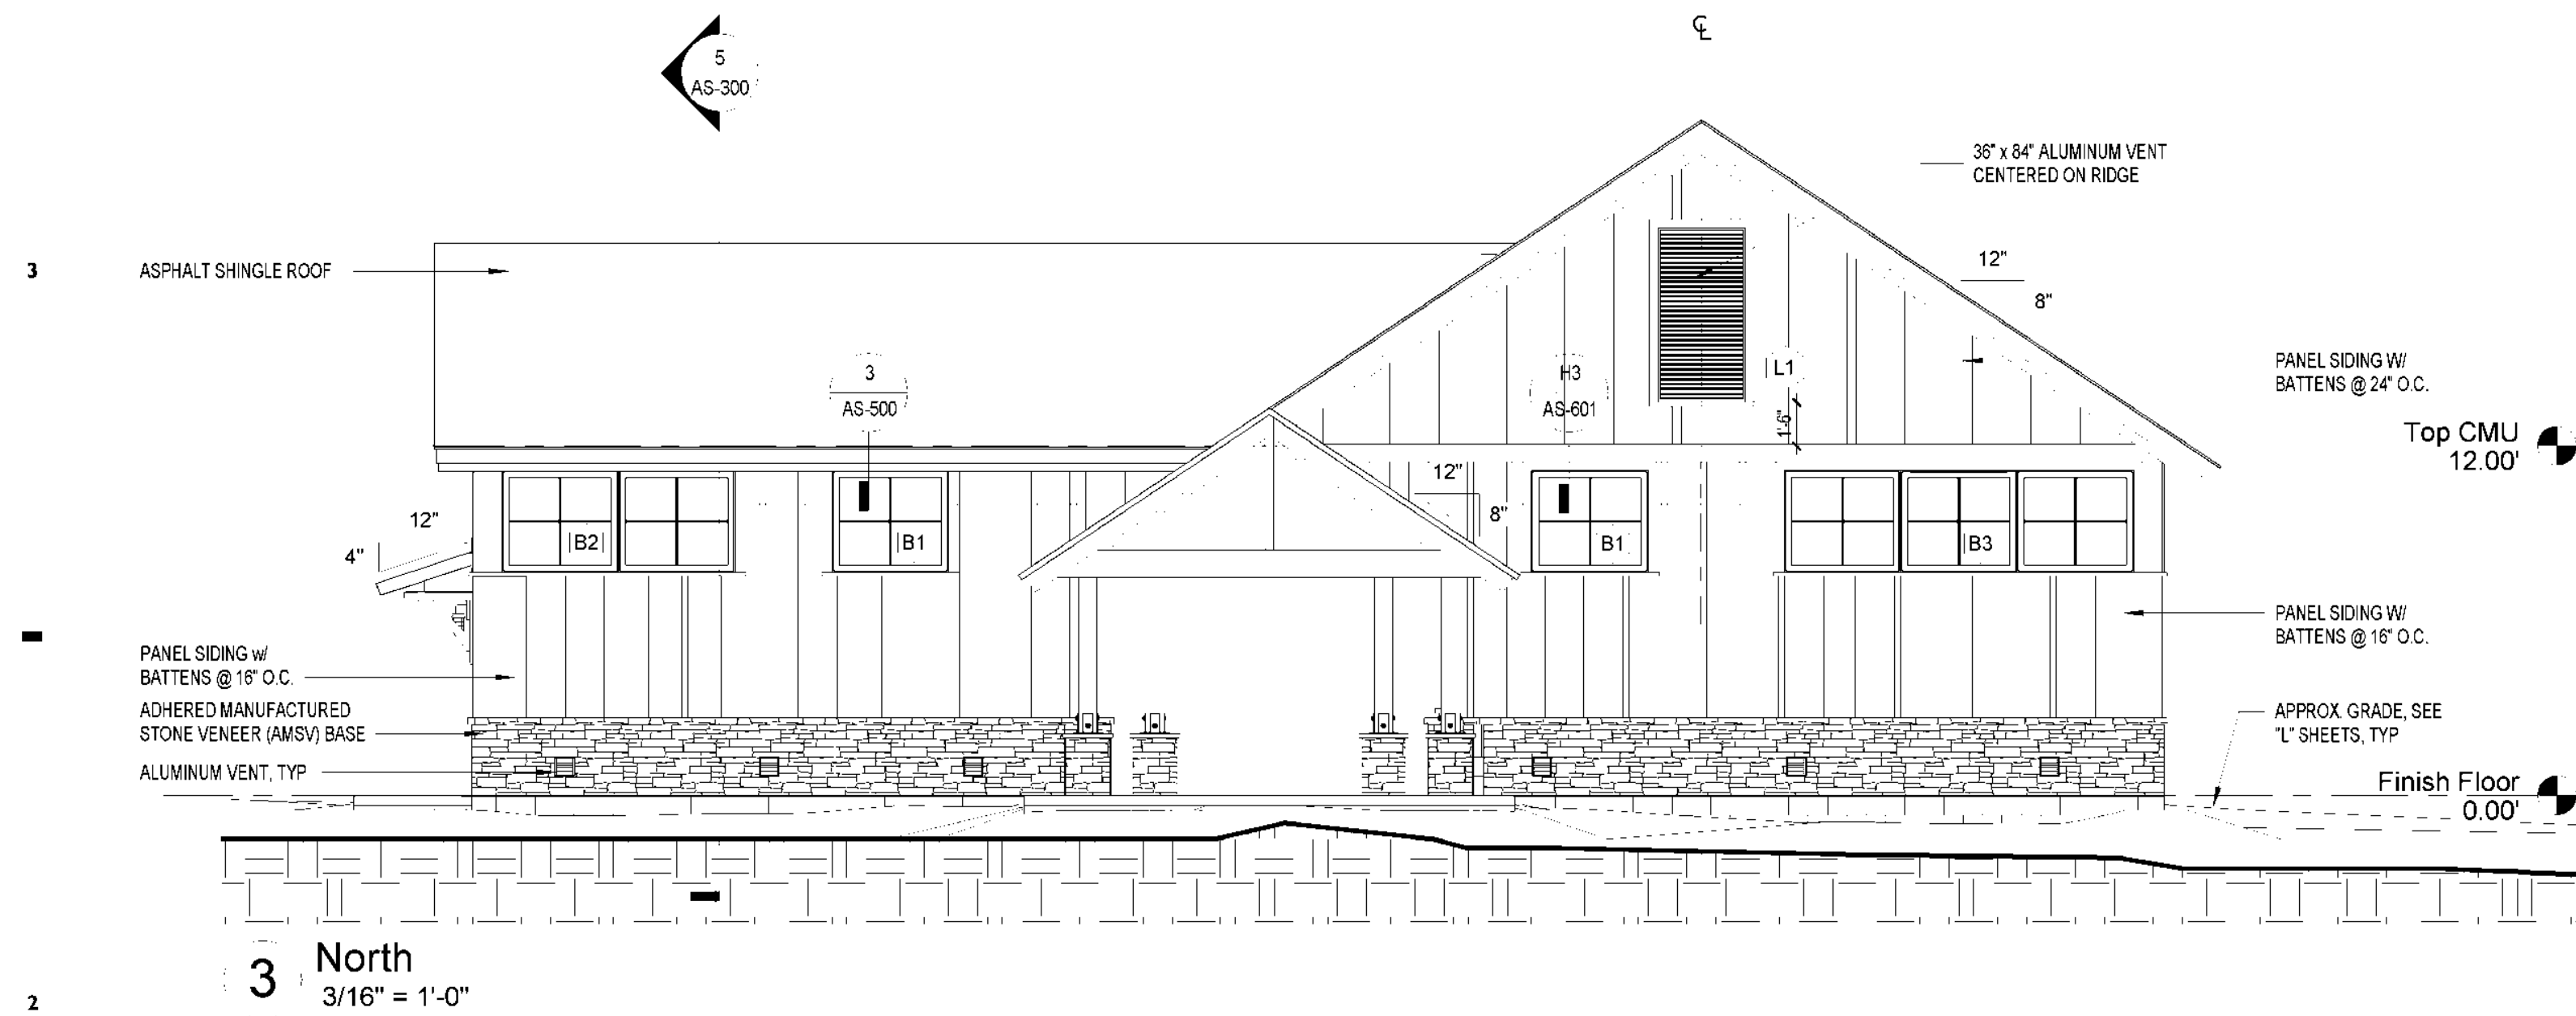 ℄
5
AS-300
36" x 84" ALUMINUM VENT
CENTERED ON RIDGE
3
ASPHALT SHINGLE ROOF
12"
8"
3
AS-500
H3
AS-601
L1
1'-6"
PANEL SIDING W/
BATTENS @ 24" O.C.
Top CMU
12.00'
12"
8"
12"
4"
B2
B1
B1
B3
PANEL SIDING W/
BATTENS @ 16" O.C.
PANEL SIDING w/
BATTENS @ 16" O.C.
ADHERED MANUFACTURED
STONE VENEER (AMSV) BASE
ALUMINUM VENT, TYP
APPROX. GRADE, SEE
"L" SHEETS, TYP
Finish Floor
0.00'
3
North
3/16" = 1'-0"
2